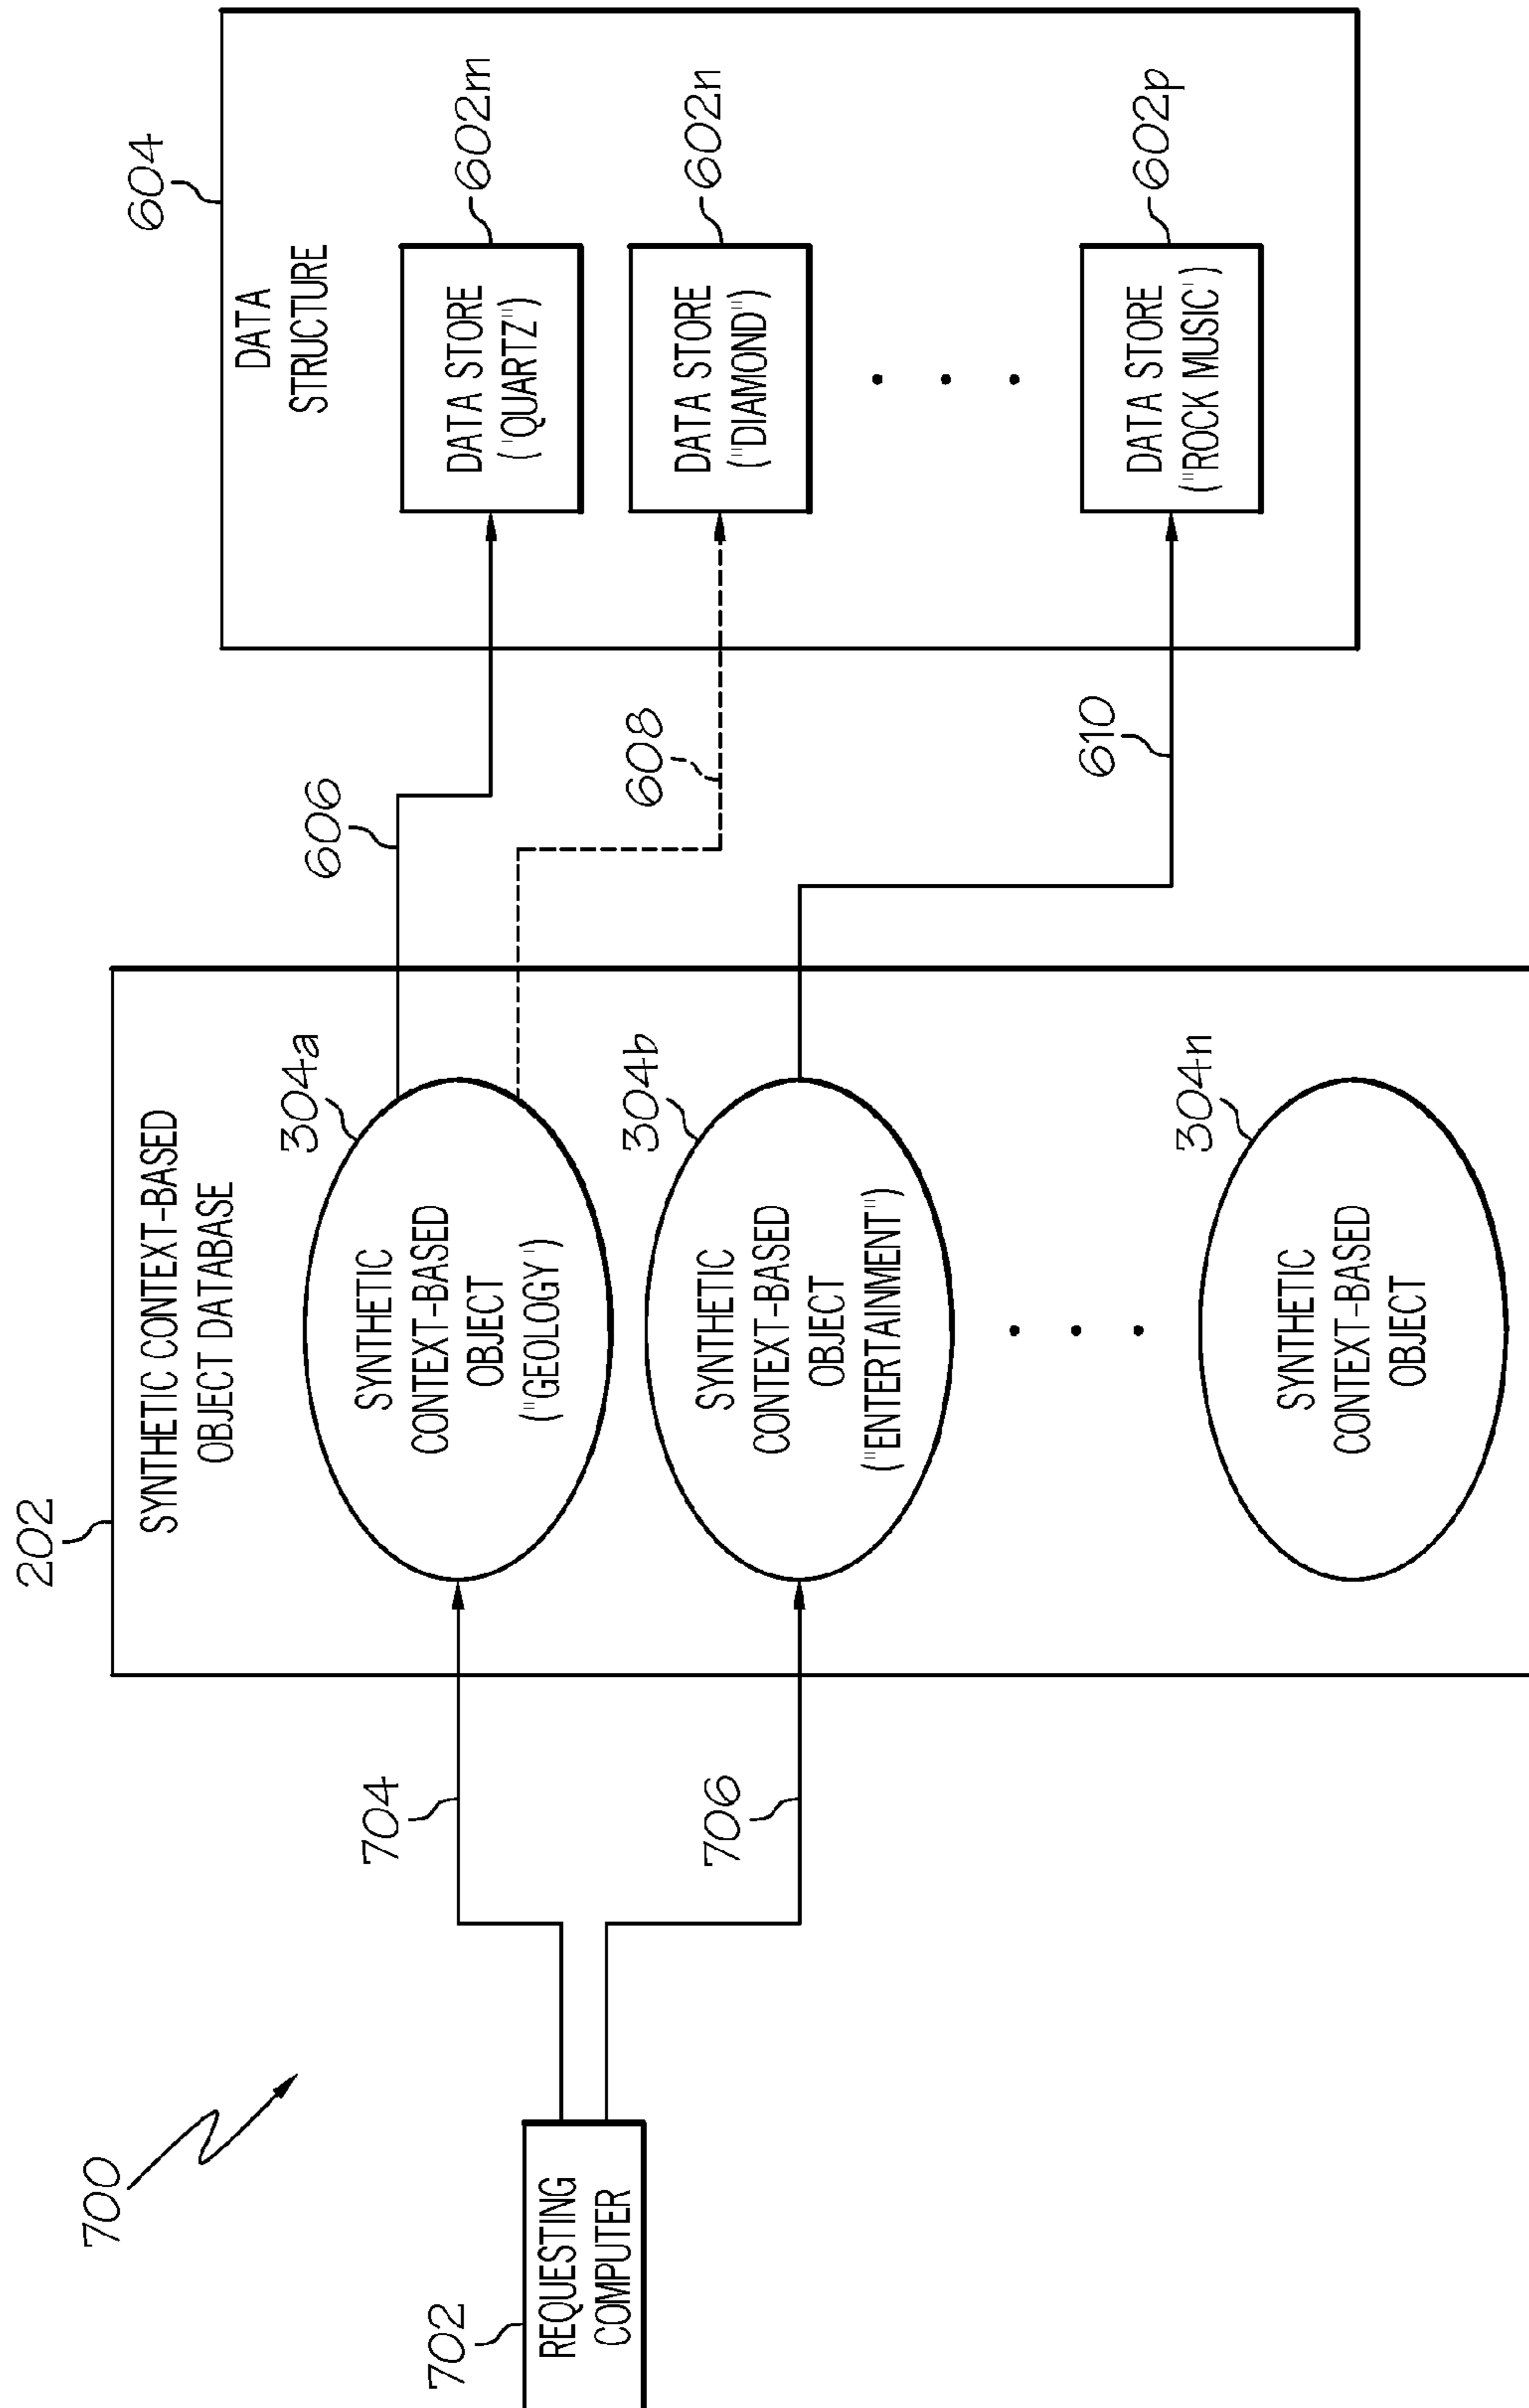 700
702
REQUESTING
COMPUTER
704
706
202
SYNTHETIC CONTEXT-BASED
OBJECT DATABASE
304a
SYNTHETIC
CONTEXT-BASED
OBJECT
("GEOLOGY")
304b
SYNTHETIC
CONTEXT-BASED
OBJECT
("ENTERTAINMENT")
304n
SYNTHETIC
CONTEXT-BASED
OBJECT
606
608
610
604
DATA
STRUCTURE
DATA STORE
("QUARTZ")
602m
DATA STORE
("DIAMOND")
602n
DATA STORE
("ROCK MUSIC")
602p